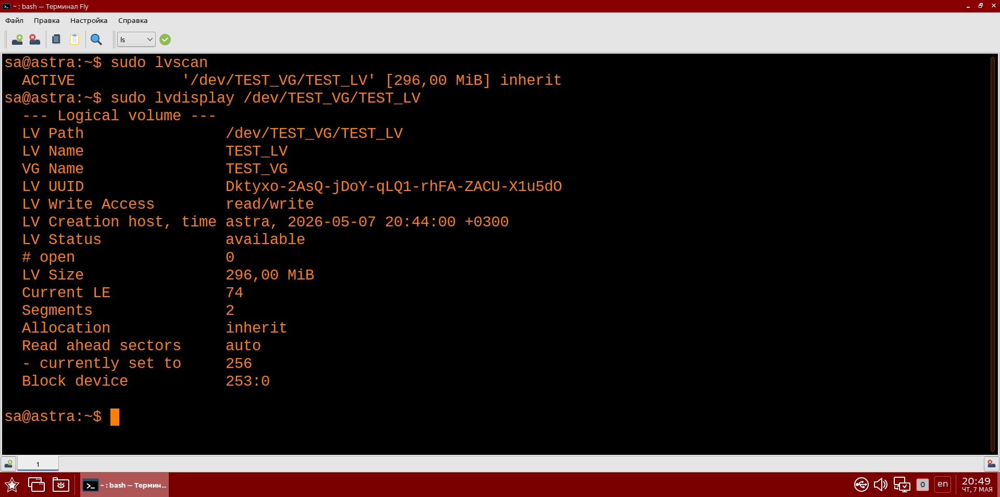 ~ : bash — Терминал Fly
Файл Правка Настройка Справка
ls
sa@astra:~$ sudo lvscan
  ACTIVE            '/dev/TEST_VG/TEST_LV' [296,00 MiB] inherit
sa@astra:~$ sudo lvdisplay /dev/TEST_VG/TEST_LV
  --- Logical volume ---
  LV Path                /dev/TEST_VG/TEST_LV
  LV Name                TEST_LV
  VG Name                TEST_VG
  LV UUID                Dktyxo-2AsQ-jDoY-qLQ1-rhFA-ZACU-X1u5dO
  LV Write Access        read/write
  LV Creation host, time astra, 2026-05-07 20:44:00 +0300
  LV Status              available
  # open                 0
  LV Size                296,00 MiB
  Current LE             74
  Segments               2
  Allocation             inherit
  Read ahead sectors     auto
  - currently set to     256
  Block device           253:0
sa@astra:~$
1
~ : bash — Термин...
0
en
20:49
ЧТ, 7 МАЯ